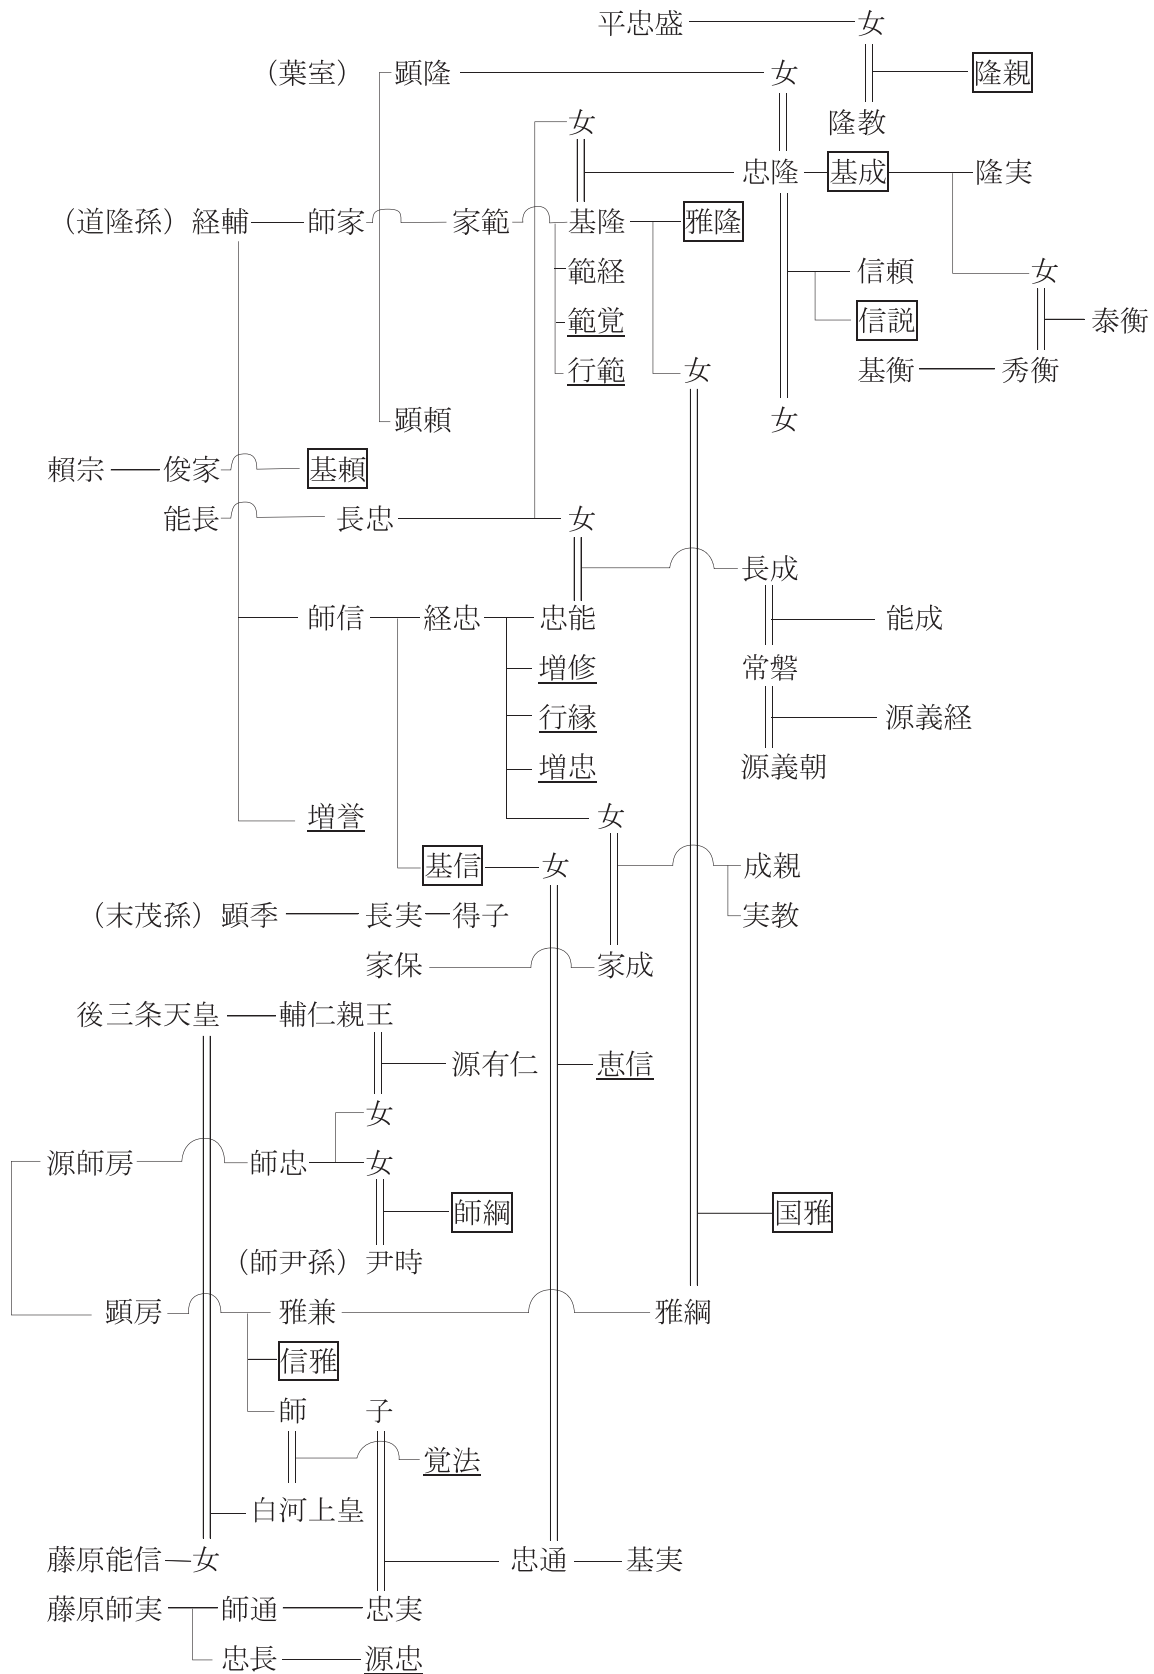 平忠盛 女
(葉室) 顕隆 女 隆親
女 隆教
忠隆 基成 隆実
(道隆孫) 経輔 師家 家範 基隆 雅隆
範経 信頼 女
範覚 信説 泰衡
行範 女 基衡 秀衡
顕頼 女
頼宗 俊家 基頼
能長 長忠 女
長成
師信 経忠 忠能 能成
増修 常磐
行縁 源義経
増忠 源義朝
増誉 女
基信 女 成親
(末茂孫) 顕季 長実 得子 実教
家保 家成
後三条天皇 輔仁親王
源有仁 恵信
女
源師房 師忠 女
師綱 国雅
(師尹孫) 尹時
顕房 雅兼 雅綱
信雅
師 子
覚法
白河上皇
藤原能信 女 忠通 基実
藤原師実 師通 忠実
忠長 源忠